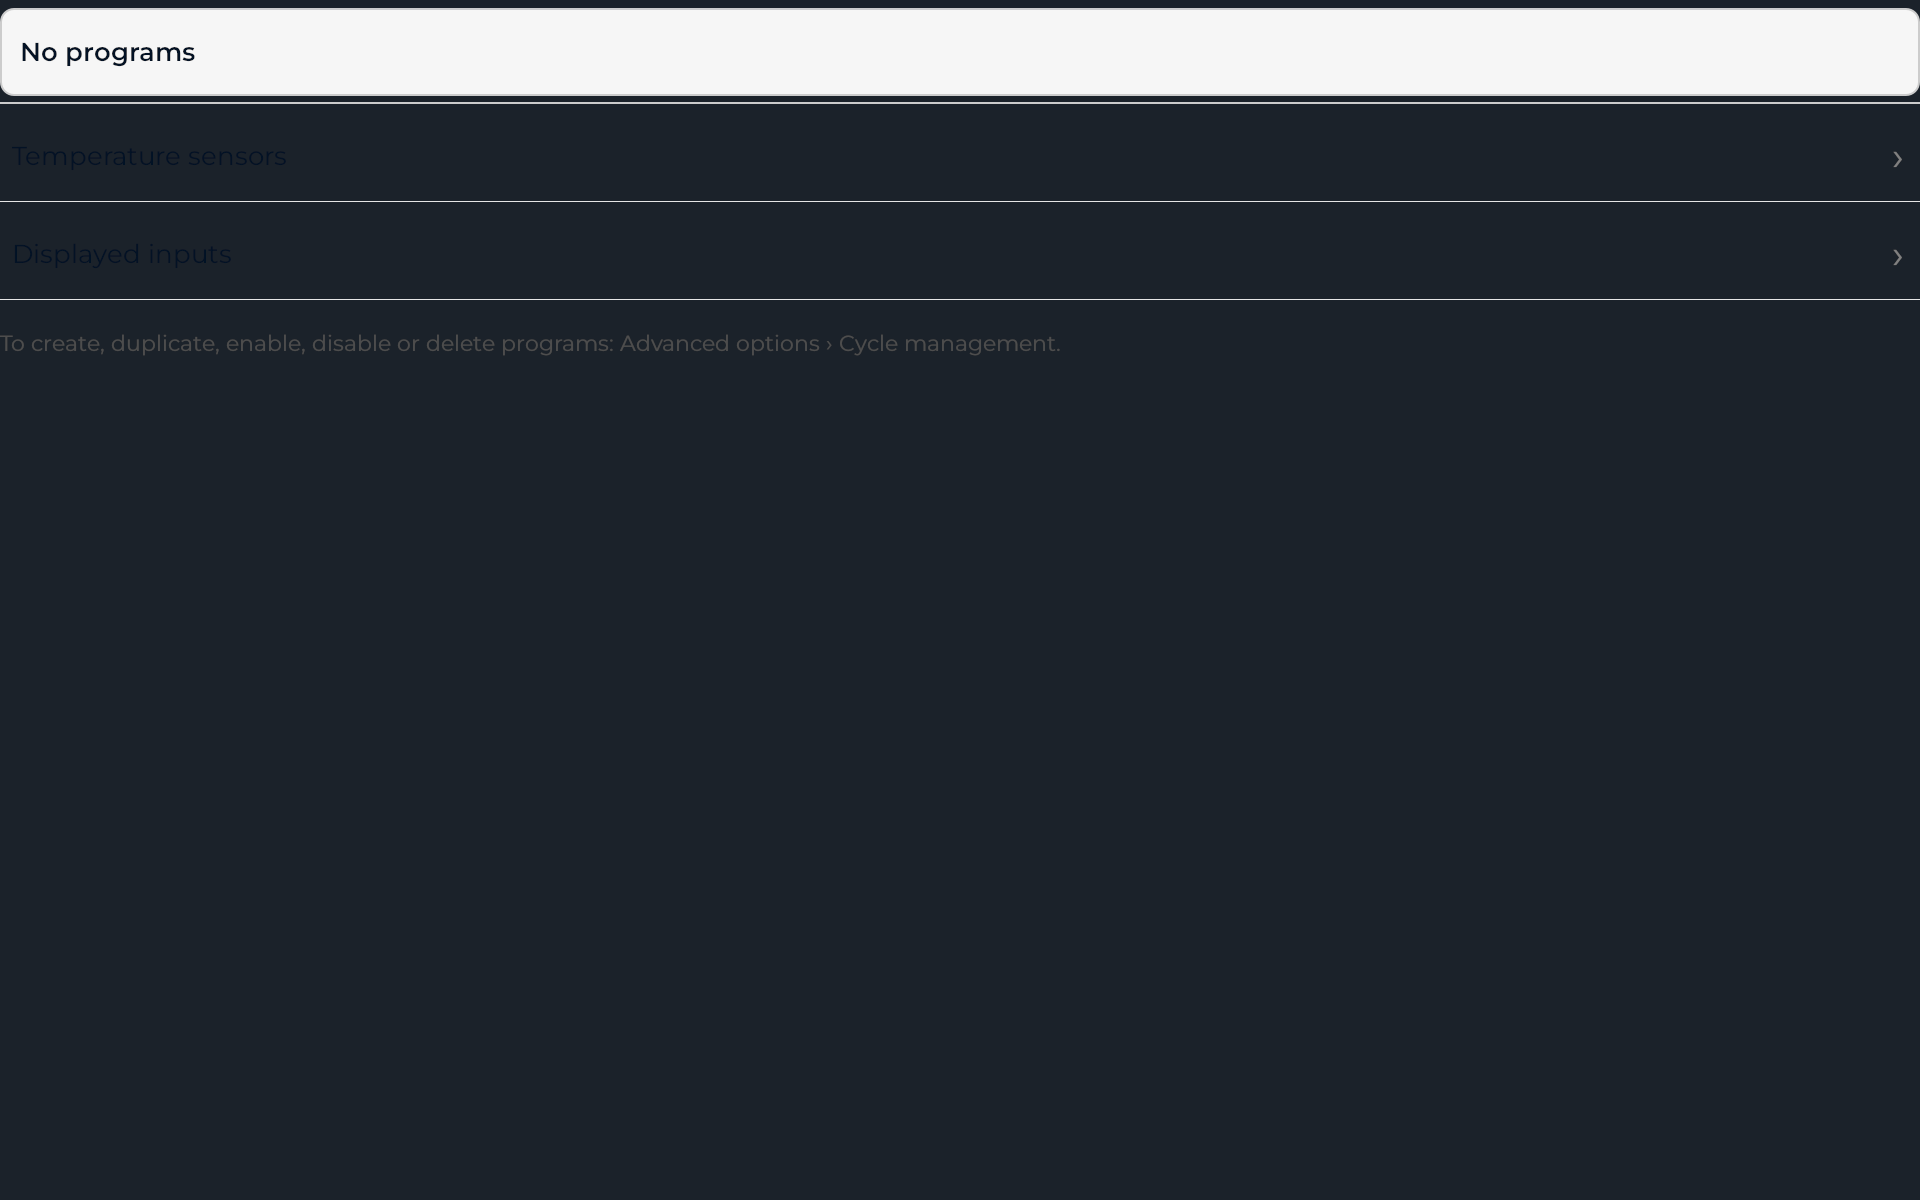 No programs
Temperature sensors
Displayed inputs
To create, duplicate, enable, disable or delete programs: Advanced options › Cycle management.